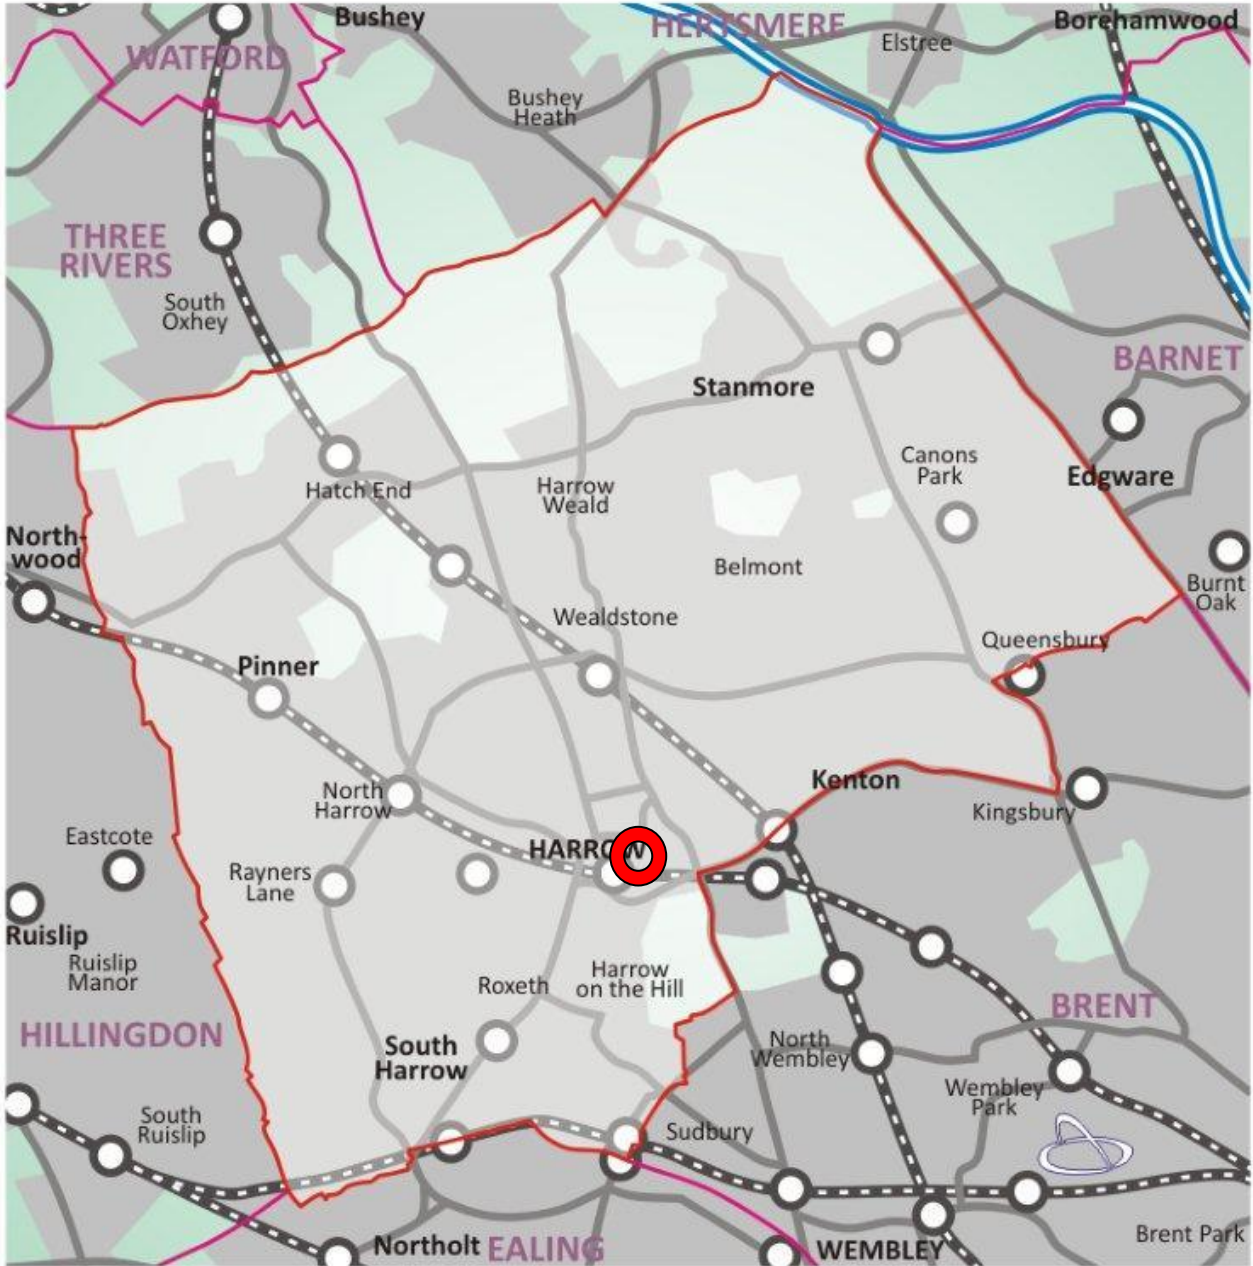 Bushey
HERTSMERE
Borehamwood
WATFORD
Elstree
Bushey
Heath
THREE
RIVERS
South
Oxhey
BARNET
Stanmore
Canons
Park
Edgware
Hatch End
Harrow
Weald
North-
wood
Belmont
Burnt
Oak
Wealdstone
Queensbury
Pinner
Kenton
North
Harrow
Kingsbury
Eastcote
HARROW
Rayners
Lane
Ruislip
Ruislip
Manor
Harrow
on the Hill
Roxeth
BRENT
HILLINGDON
South
Harrow
North
Wembley
Wembley
Park
South
Ruislip
Sudbury
Brent Park
Northolt
EALING
WEMBLEY